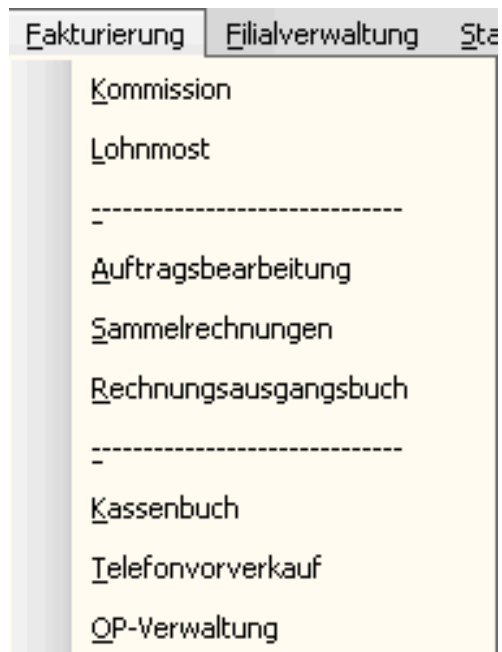 Fakturierung Filialverwaltung Sta
Kommission
Lohnmost
------------------------------
Auftragsbearbeitung
Sammelrechnungen
Rechnungsausgangsbuch
------------------------------
Kassenbuch
Telefonvorverkauf
OP-Verwaltung